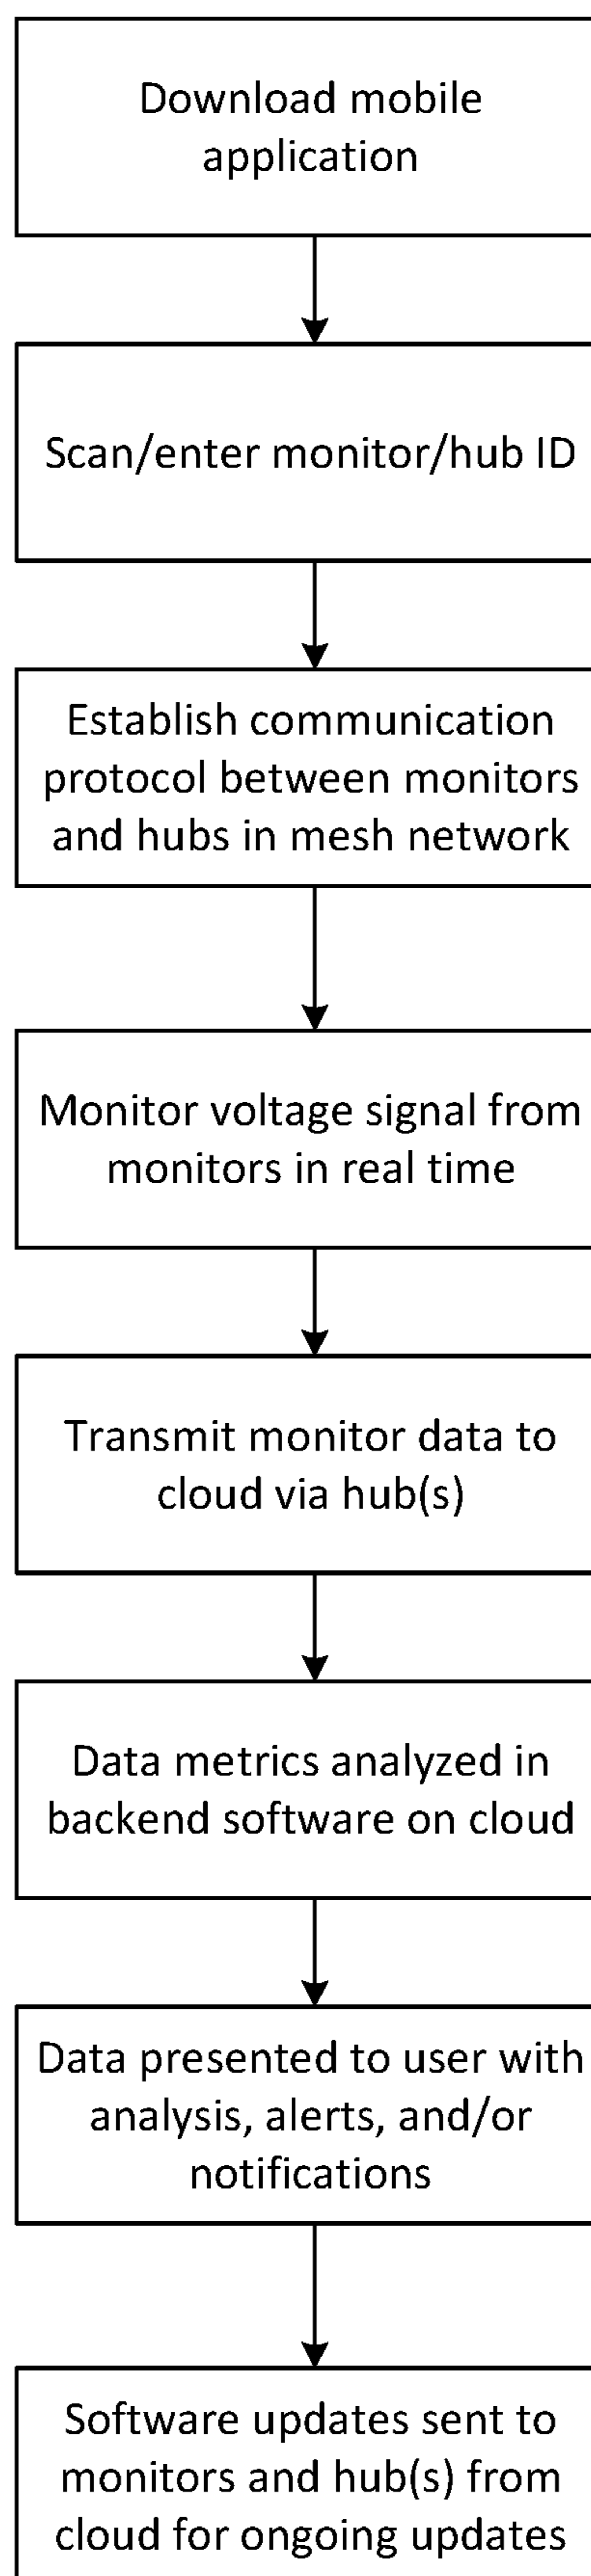 Download mobile
application
Scan/enter monitor/hub ID
Establish communication
protocol between monitors
and hubs in mesh network
Monitor voltage signal from
monitors in real time
Transmit monitor data to
cloud via hub(s)
Data metrics analyzed in
backend software on cloud
Data presented to user with
analysis, alerts, and/or
notifications
Software updates sent to
monitors and hub(s) from
cloud for ongoing updates